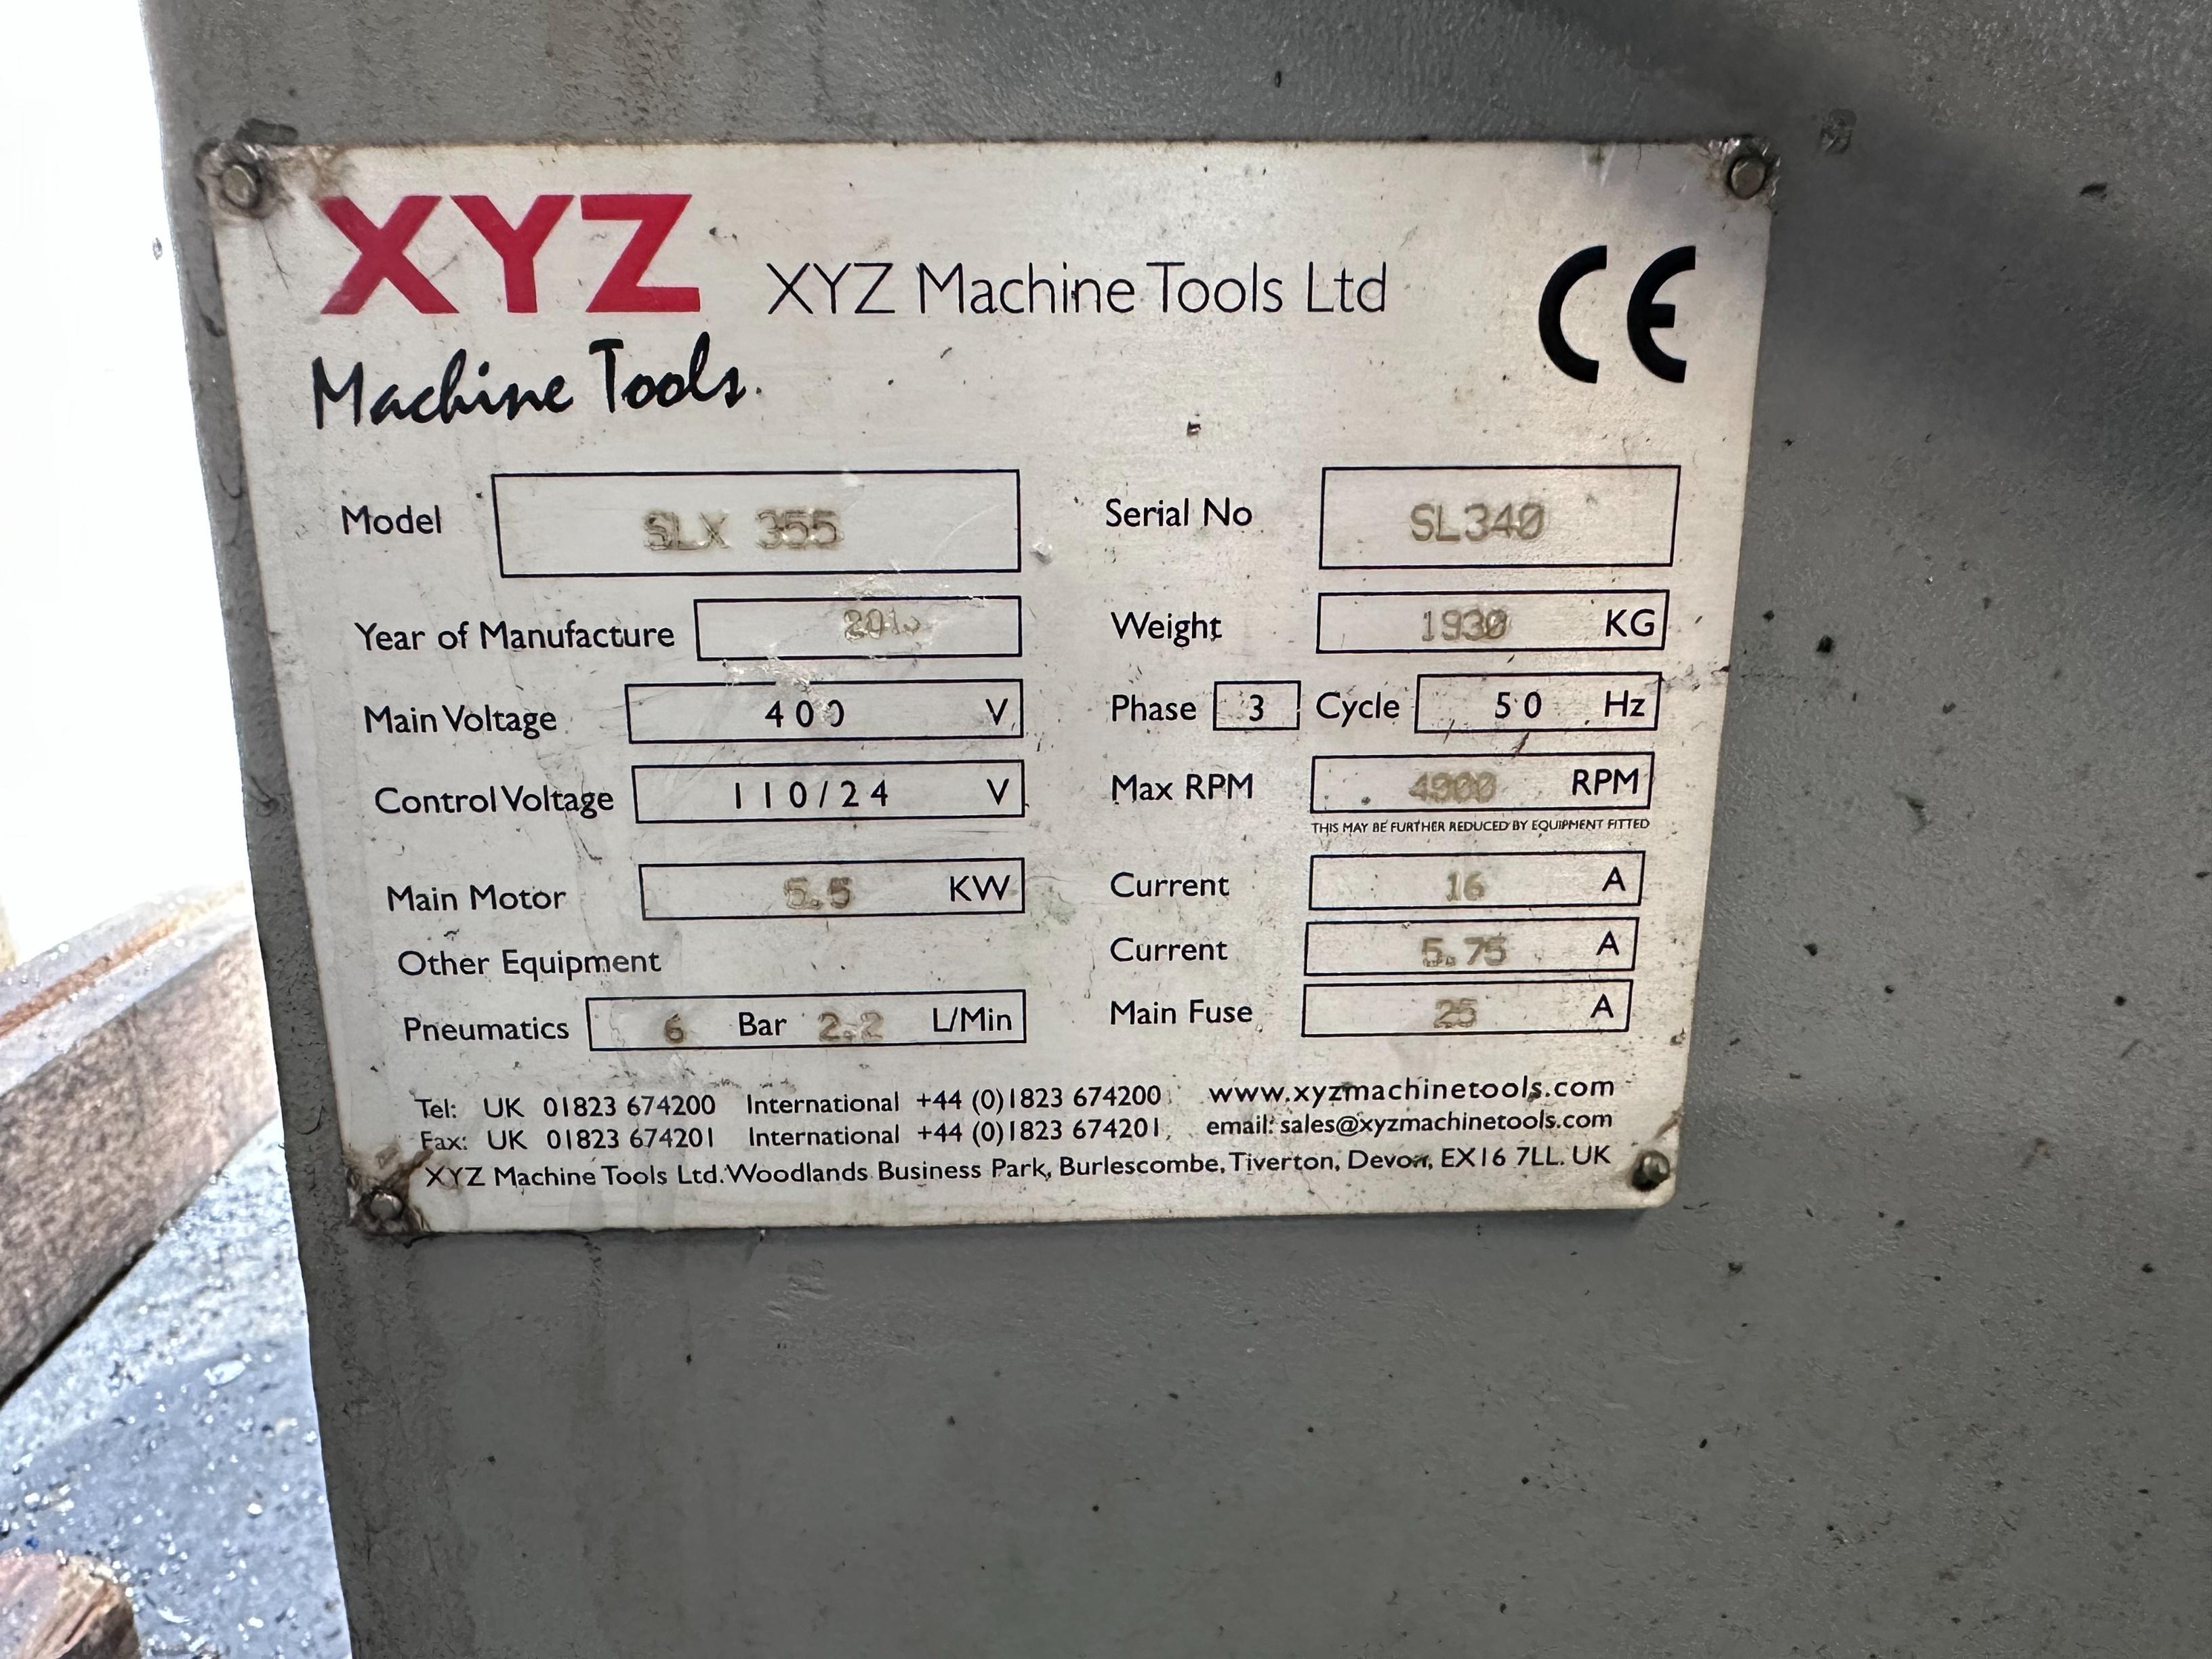 XYZ
XYZ Machine Tools Ltd
CE
Machine Tools.
Model SLX 355
Serial No SL340
Year of Manufacture
Weight 1930 KG
Main Voltage 400 V
Phase 3 Cycle 50 Hz
Control Voltage 110/24 V
Max RPM RPM
THIS MAY BE FURTHER REDUCED BY EQUIPMENT FITTED
Main Motor 5.5 KW
Current 16 A
Other Equipment
Current 5.75 A
Pneumatics 6 Bar 2.2 L/Min
Main Fuse 25 A
Tel: UK 01823 674200 International +44 (0)1823 674200 www.xyzmachinetools.com
Fax: UK 01823 674201 International +44 (0)1823 674201, email: sales@xyzmachinetools.com
XYZ Machine Tools Ltd. Woodlands Business Park, Burlescombe, Tiverton, Devon, EX16 7LL. UK